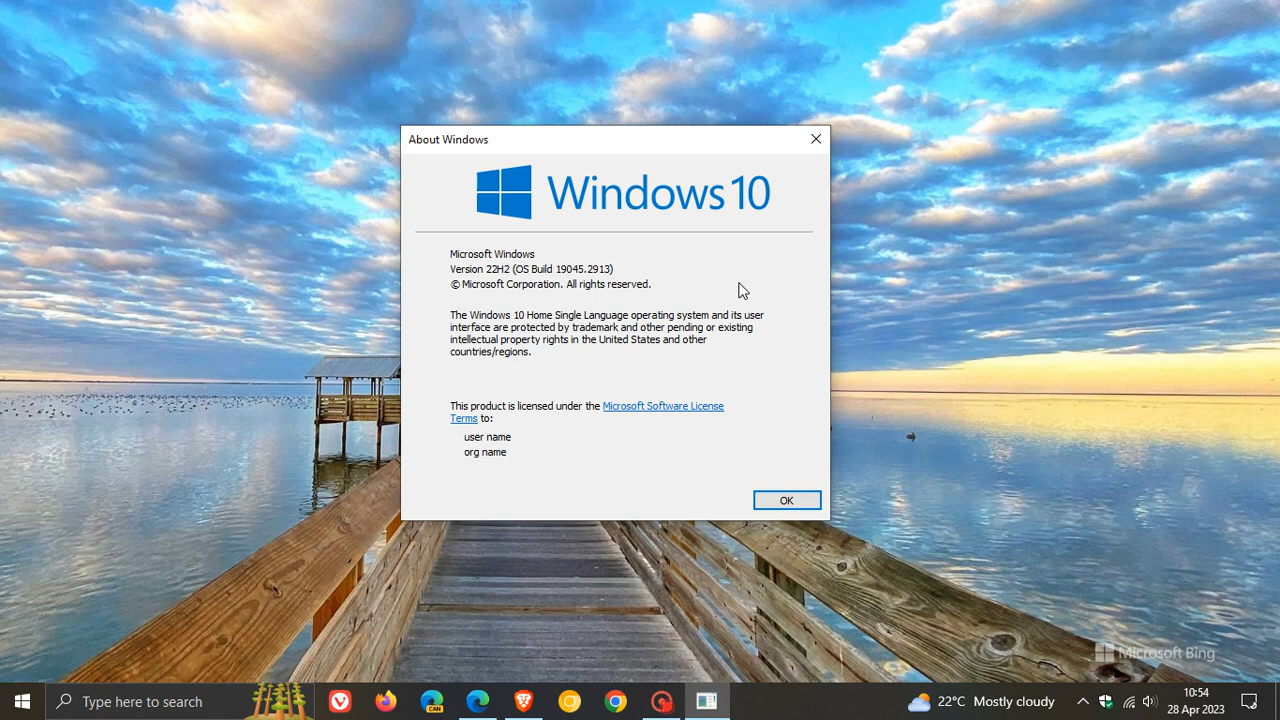 About Windows
Windows 10
Microsoft Windows
Version 22H2 (OS Build 19045.2913)
© Microsoft Corporation. All rights reserved.
The Windows 10 Home Single Language operating system and its user
interface are protected by trademark and other pending or existing
intellectual property rights in the United States and other
countries/regions.
This product is licensed under the Microsoft Software License
Terms to:
user name
org name
OK
Microsoft Bing
Type here to search
CAN
22°C Mostly cloudy
10:54
28 Apr 2023